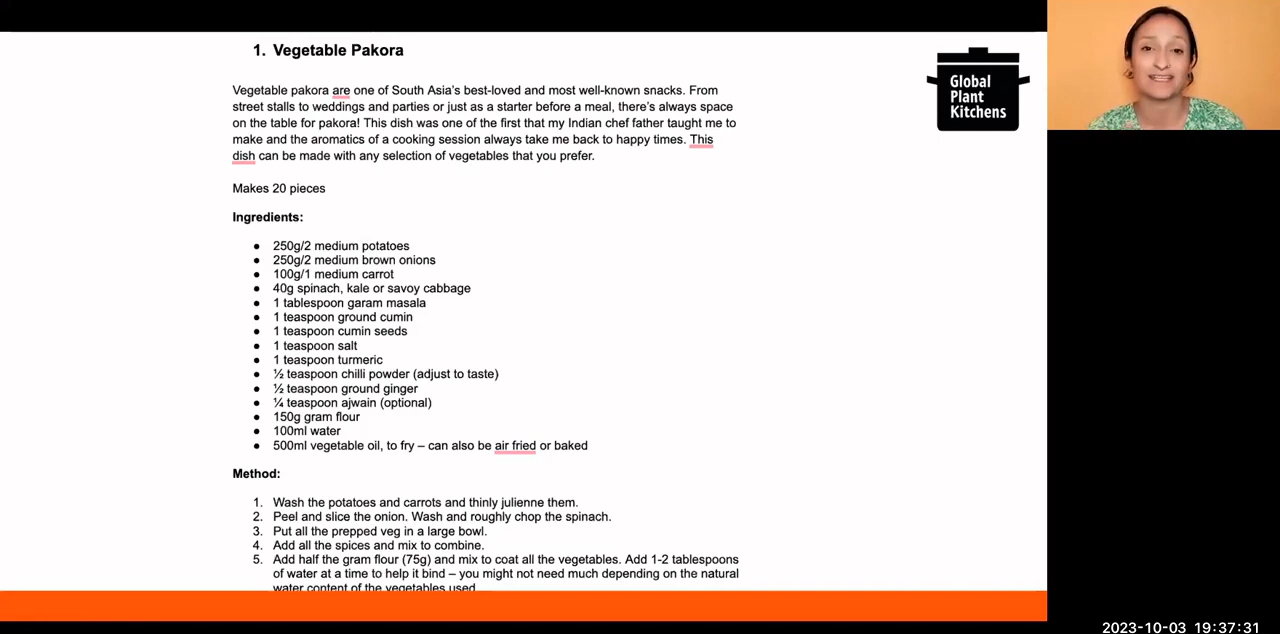 1. Vegetable Pakora
Global
Plant
Kitchens
Vegetable pakora are one of South Asia's best-loved and most well-known snacks. From
street stalls to weddings and parties or just as a starter before a meal, there's always space
on the table for pakora! This dish was one of the first that my Indian chef father taught me to
make and the aromatics of a cooking session always take me back to happy times. This
dish can be made with any selection of vegetables that you prefer.
Makes 20 pieces
Ingredients:
● 250g/2 medium potatoes
● 250g/2 medium brown onions
● 100g/1 medium carrot
● 40g spinach, kale or savoy cabbage
● 1 tablespoon garam masala
● 1 teaspoon ground cumin
● 1 teaspoon cumin seeds
● 1 teaspoon salt
● 1 teaspoon turmeric
● ½ teaspoon chilli powder (adjust to taste)
● ½ teaspoon ground ginger
● ¼ teaspoon ajwain (optional)
● 150g gram flour
● 100ml water
● 500ml vegetable oil, to fry – can also be air fried or baked
Method:
1. Wash the potatoes and carrots and thinly julienne them.
2. Peel and slice the onion. Wash and roughly chop the spinach.
3. Put all the prepped veg in a large bowl.
4. Add all the spices and mix to combine.
5. Add half the gram flour (75g) and mix to coat all the vegetables. Add 1-2 tablespoons
of water at a time to help it bind – you might not need much depending on the natural
water content of the vegetables used
2023-10-03 19:37:31